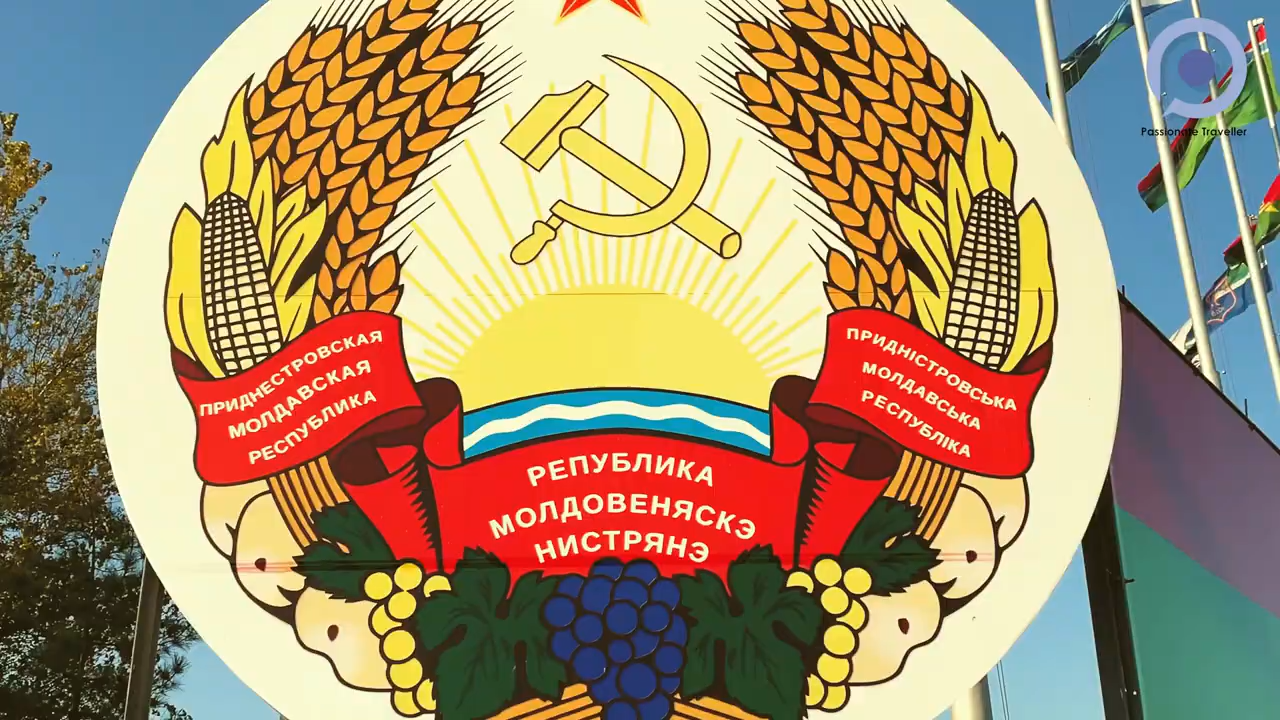 Passionate Traveller
ПРИДНЕСТРОВСКАЯ
МОЛДАВСКАЯ
РЕСПУБЛИКА
РЕПУБЛИКА
МОЛДОВЕНЯСКЭ
НИСТРЯНЭ
ПРИДНІСТРОВСЬКА
МОЛДАВСЬКА
РЕСПУБЛІКА